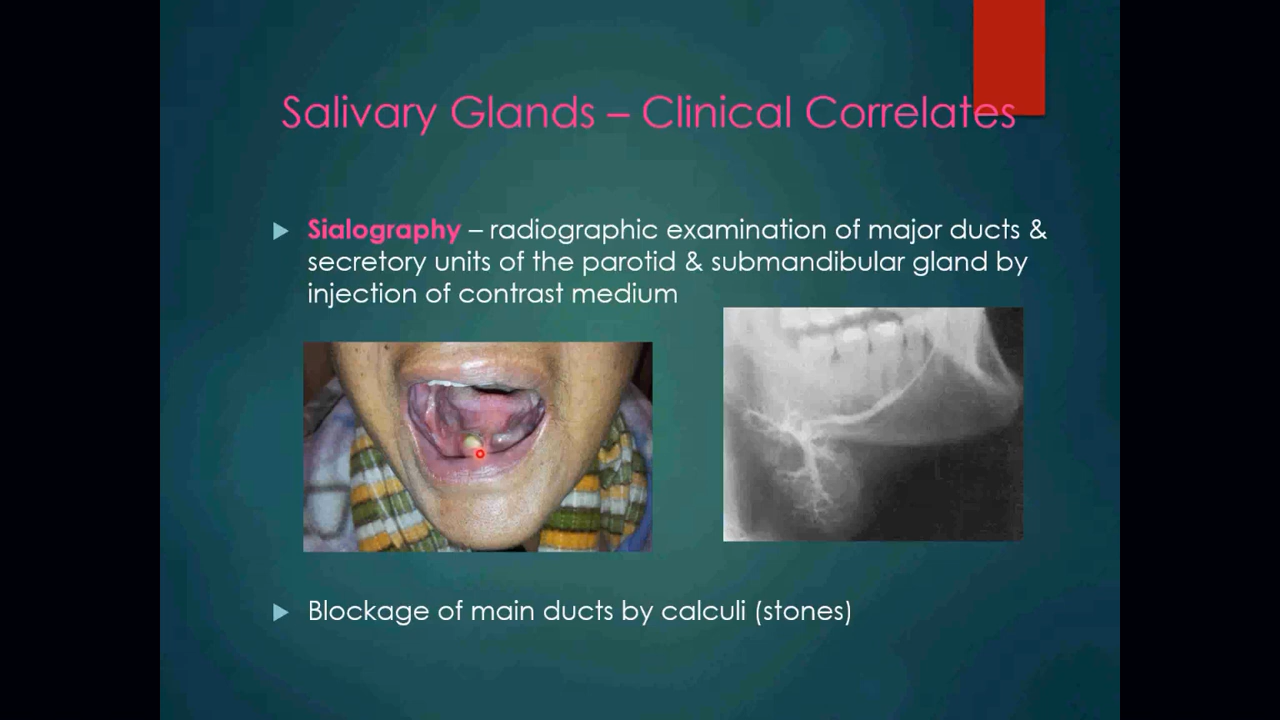 Salivary Glands – Clinical Correlates
Sialography – radiographic examination of major ducts &
secretory units of the parotid & submandibular gland by
injection of contrast medium
Blockage of main ducts by calculi (stones)